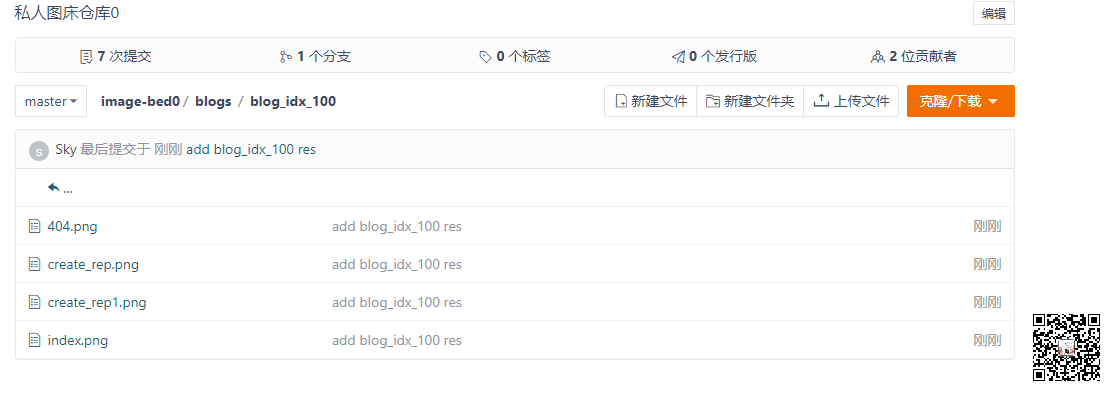 私人图床仓库0
编辑
7 次提交 1 个分支 0 个标签 0 个发行版 2 位贡献者
master image-bed0 / blogs / blog_idx_100 新建文件 新建文件夹 上传文件 克隆/下载
S Sky 最后提交于 刚刚 add blog_idx_100 res
...
404.png add blog_idx_100 res 刚刚
create_rep.png add blog_idx_100 res 刚刚
create_rep1.png add blog_idx_100 res 刚刚
index.png add blog_idx_100 res 刚刚